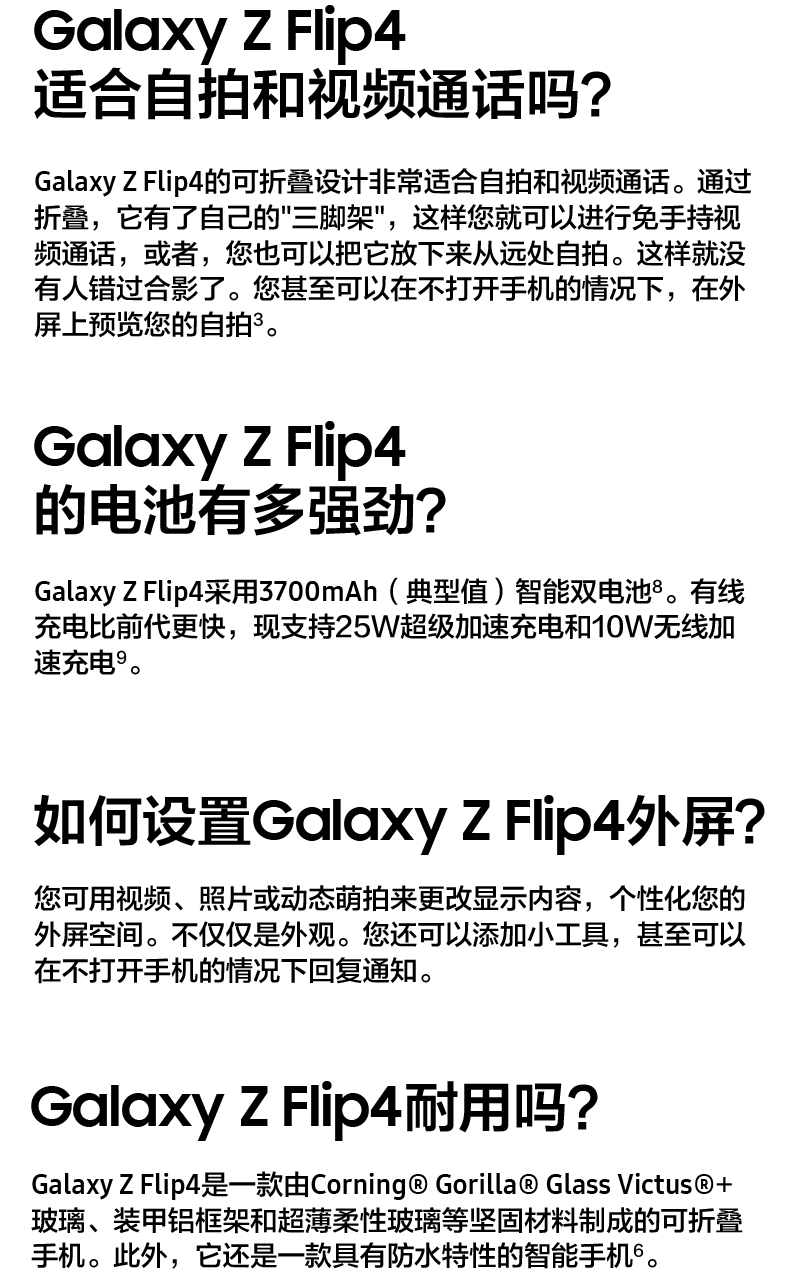 Galaxy Z Flip4
适合自拍和视频通话吗?
Galaxy Z Flip4的可折叠设计非常适合自拍和视频通话。通过
折叠，它有了自己的"三脚架"，这样您就可以进行免手持视
频通话，或者，您也可以把它放下来从远处自拍。这样就没
有人错过合影了。您甚至可以在不打开手机的情况下，在外
屏上预览您的自拍³。
Galaxy Z Flip4
的电池有多强劲?
Galaxy Z Flip4采用3700mAh（典型值）智能双电池⁸。有线
充电比前代更快，现支持25W超级加速充电和10W无线加
速充电⁹。
如何设置Galaxy Z Flip4外屏?
您可用视频、照片或动态萌拍来更改显示内容，个性化您的
外屏空间。不仅仅是外观。您还可以添加小工具，甚至可以
在不打开手机的情况下回复通知。
Galaxy Z Flip4耐用吗?
Galaxy Z Flip4是一款由Corning® Gorilla® Glass Victus®+
玻璃、装甲铝框架和超薄柔性玻璃等坚固材料制成的可折叠
手机。此外，它还是一款具有防水特性的智能手机⁶。